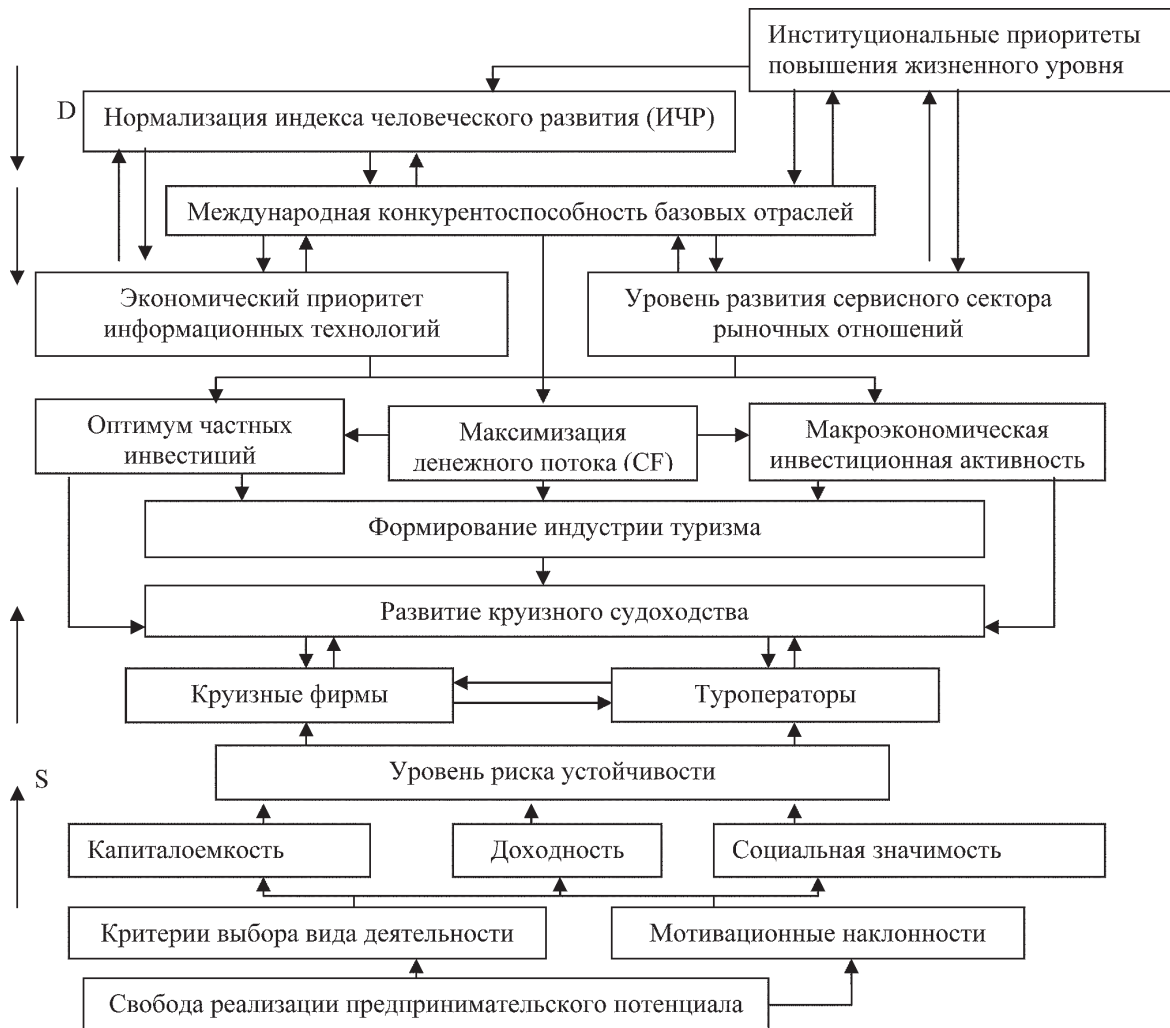 Институциональные приоритеты
повышения жизненного уровня
D
Нормализация индекса человеческого развития (ИЧР)
Международная конкурентоспособность базовых отраслей
Экономический приоритет
информационных технологий
Уровень развития сервисного сектора
рыночных отношений
Оптимум частных
инвестиций
Максимизация
денежного потока (CF)
Макроэкономическая
инвестиционная активность
Формирование индустрии туризма
Развитие круизного судоходства
Круизные фирмы
Туроператоры
Уровень риска устойчивости
S
Капиталоемкость
Доходность
Социальная значимость
Критерии выбора вида деятельности
Мотивационные наклонности
Свобода реализации предпринимательского потенциала